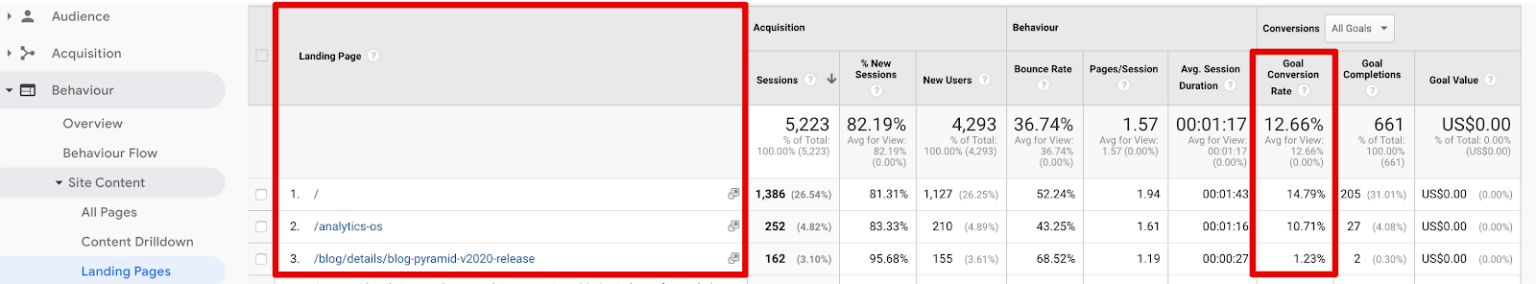 Audience
Acquisition
Behaviour
Overview
Behaviour Flow
Site Content
All Pages
Content Drilldown
Landing Pages
Landing Page ?
Acquisition
Behaviour
Conversions All Goals
Sessions ?
% New
Sessions
?
New Users ?
Bounce Rate
?
Pages/Session
?
Avg. Session
Duration ?
Goal
Conversion
Rate ?
Goal
Completions
?
Goal Value ?
5,223
% of Total:
100.00% (5,223)
82.19%
Avg for View:
82.19%
(0.00%)
4,293
% of Total:
100.00% (4,293)
36.74%
Avg for View:
36.74%
(0.00%)
1.57
Avg for View:
1.57 (0.00%)
00:01:17
Avg for View:
00:01:17
(0.00%)
12.66%
Avg for View:
12.66%
(0.00%)
661
% of Total:
100.00%
(661)
US$0.00
% of Total: 0.00%
(US$0.00)
1. / 1,386 (26.54%) 81.31% 1,127 (26.25%) 52.24% 1.94 00:01:43 14.79% 205 (31.01%) US$0.00 (0.00%)
2. /analytics-os 252 (4.82%) 83.33% 210 (4.89%) 43.25% 1.61 00:01:16 10.71% 27 (4.08%) US$0.00 (0.00%)
3. /blog/details/blog-pyramid-v2020-release 162 (3.10%) 95.68% 155 (3.61%) 68.52% 1.19 00:00:27 1.23% 2 (0.30%) US$0.00 (0.00%)